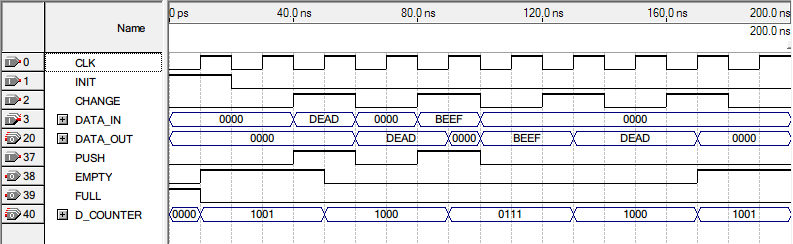 0 ps 40.0 ns 80.0 ns 120.0 ns 160.0 ns 200.0 ns
Name 200.0 ns
0 CLK
1 INIT
2 CHANGE
3 DATA_IN 0000 DEAD 0000 BEEF 0000
20 DATA_OUT 0000 DEAD 0000 BEEF DEAD 0000
37 PUSH
38 EMPTY
39 FULL
40 D_COUNTER 0000 1001 1000 0111 1000 1001